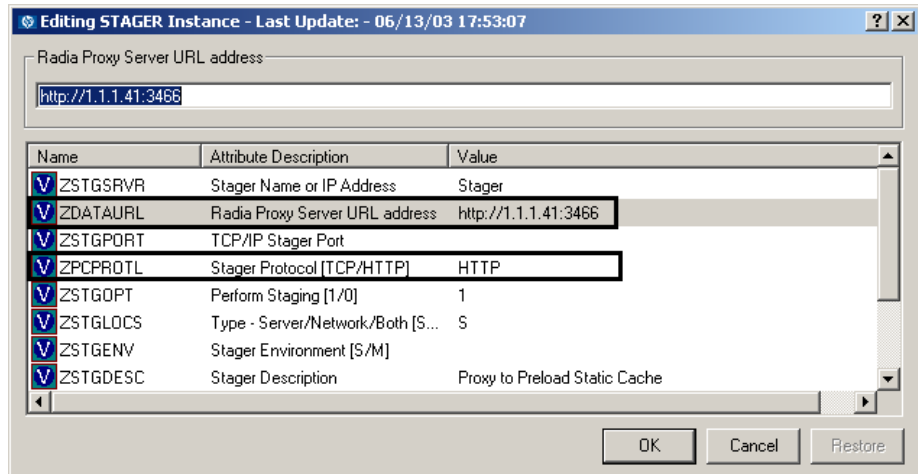 Editing STAGER Instance - Last Update: - 06/13/03 17:53:07
Radia Proxy Server URL address
http://1.1.1.41:3466
Name Attribute Description Value
V ZSTGSRVR Stager Name or IP Address Stager
V ZDATAURL Radia Proxy Server URL address http://1.1.1.41:3466
V ZSTGPORT TCP/IP Stager Port
V ZPCPROTL Stager Protocol [TCP/HTTP] HTTP
V ZSTGOPT Perform Staging [1/0] 1
V ZSTGLOCS Type - Server/Network/Both [S... S
V ZSTGENV Stager Environment [S/M]
V ZSTGDESC Stager Description Proxy to Preload Static Cache
OK Cancel Restore